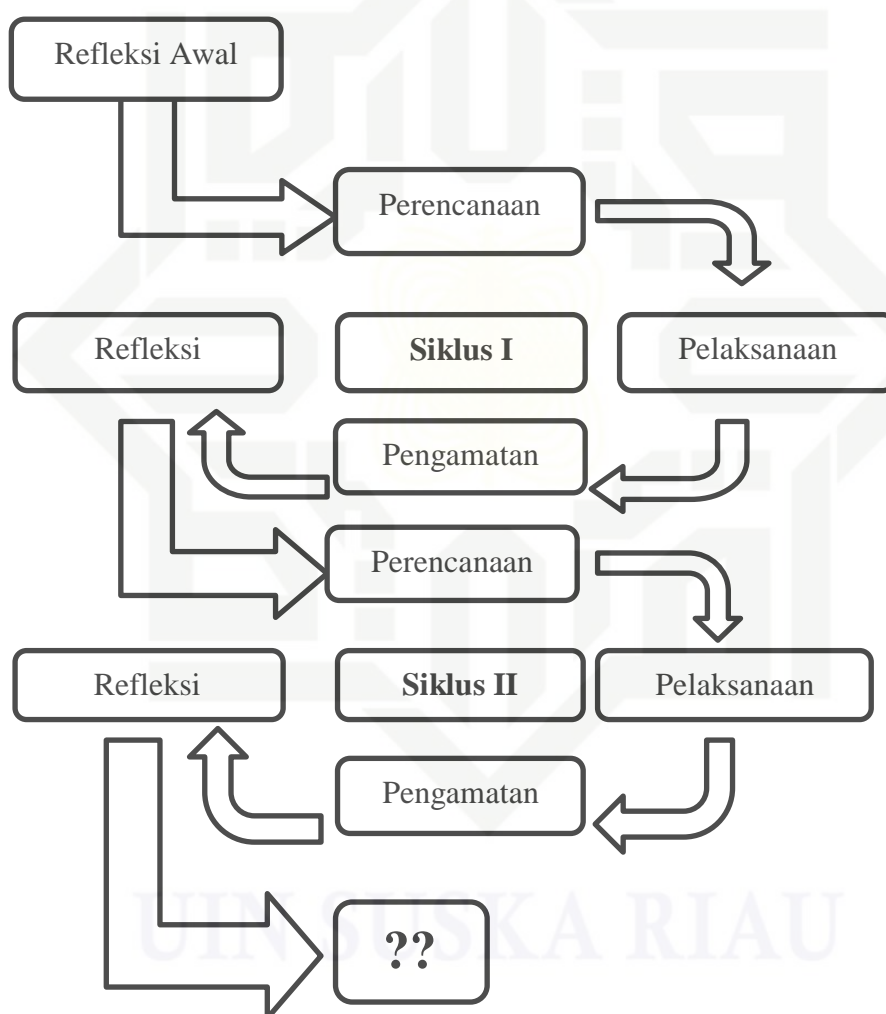 Refleksi Awal
Perencanaan
Refleksi
Siklus I
Pelaksanaan
Pengamatan
Perencanaan
Refleksi
Siklus II
Pelaksanaan
Pengamatan
??
UIN SUSKA RIAU